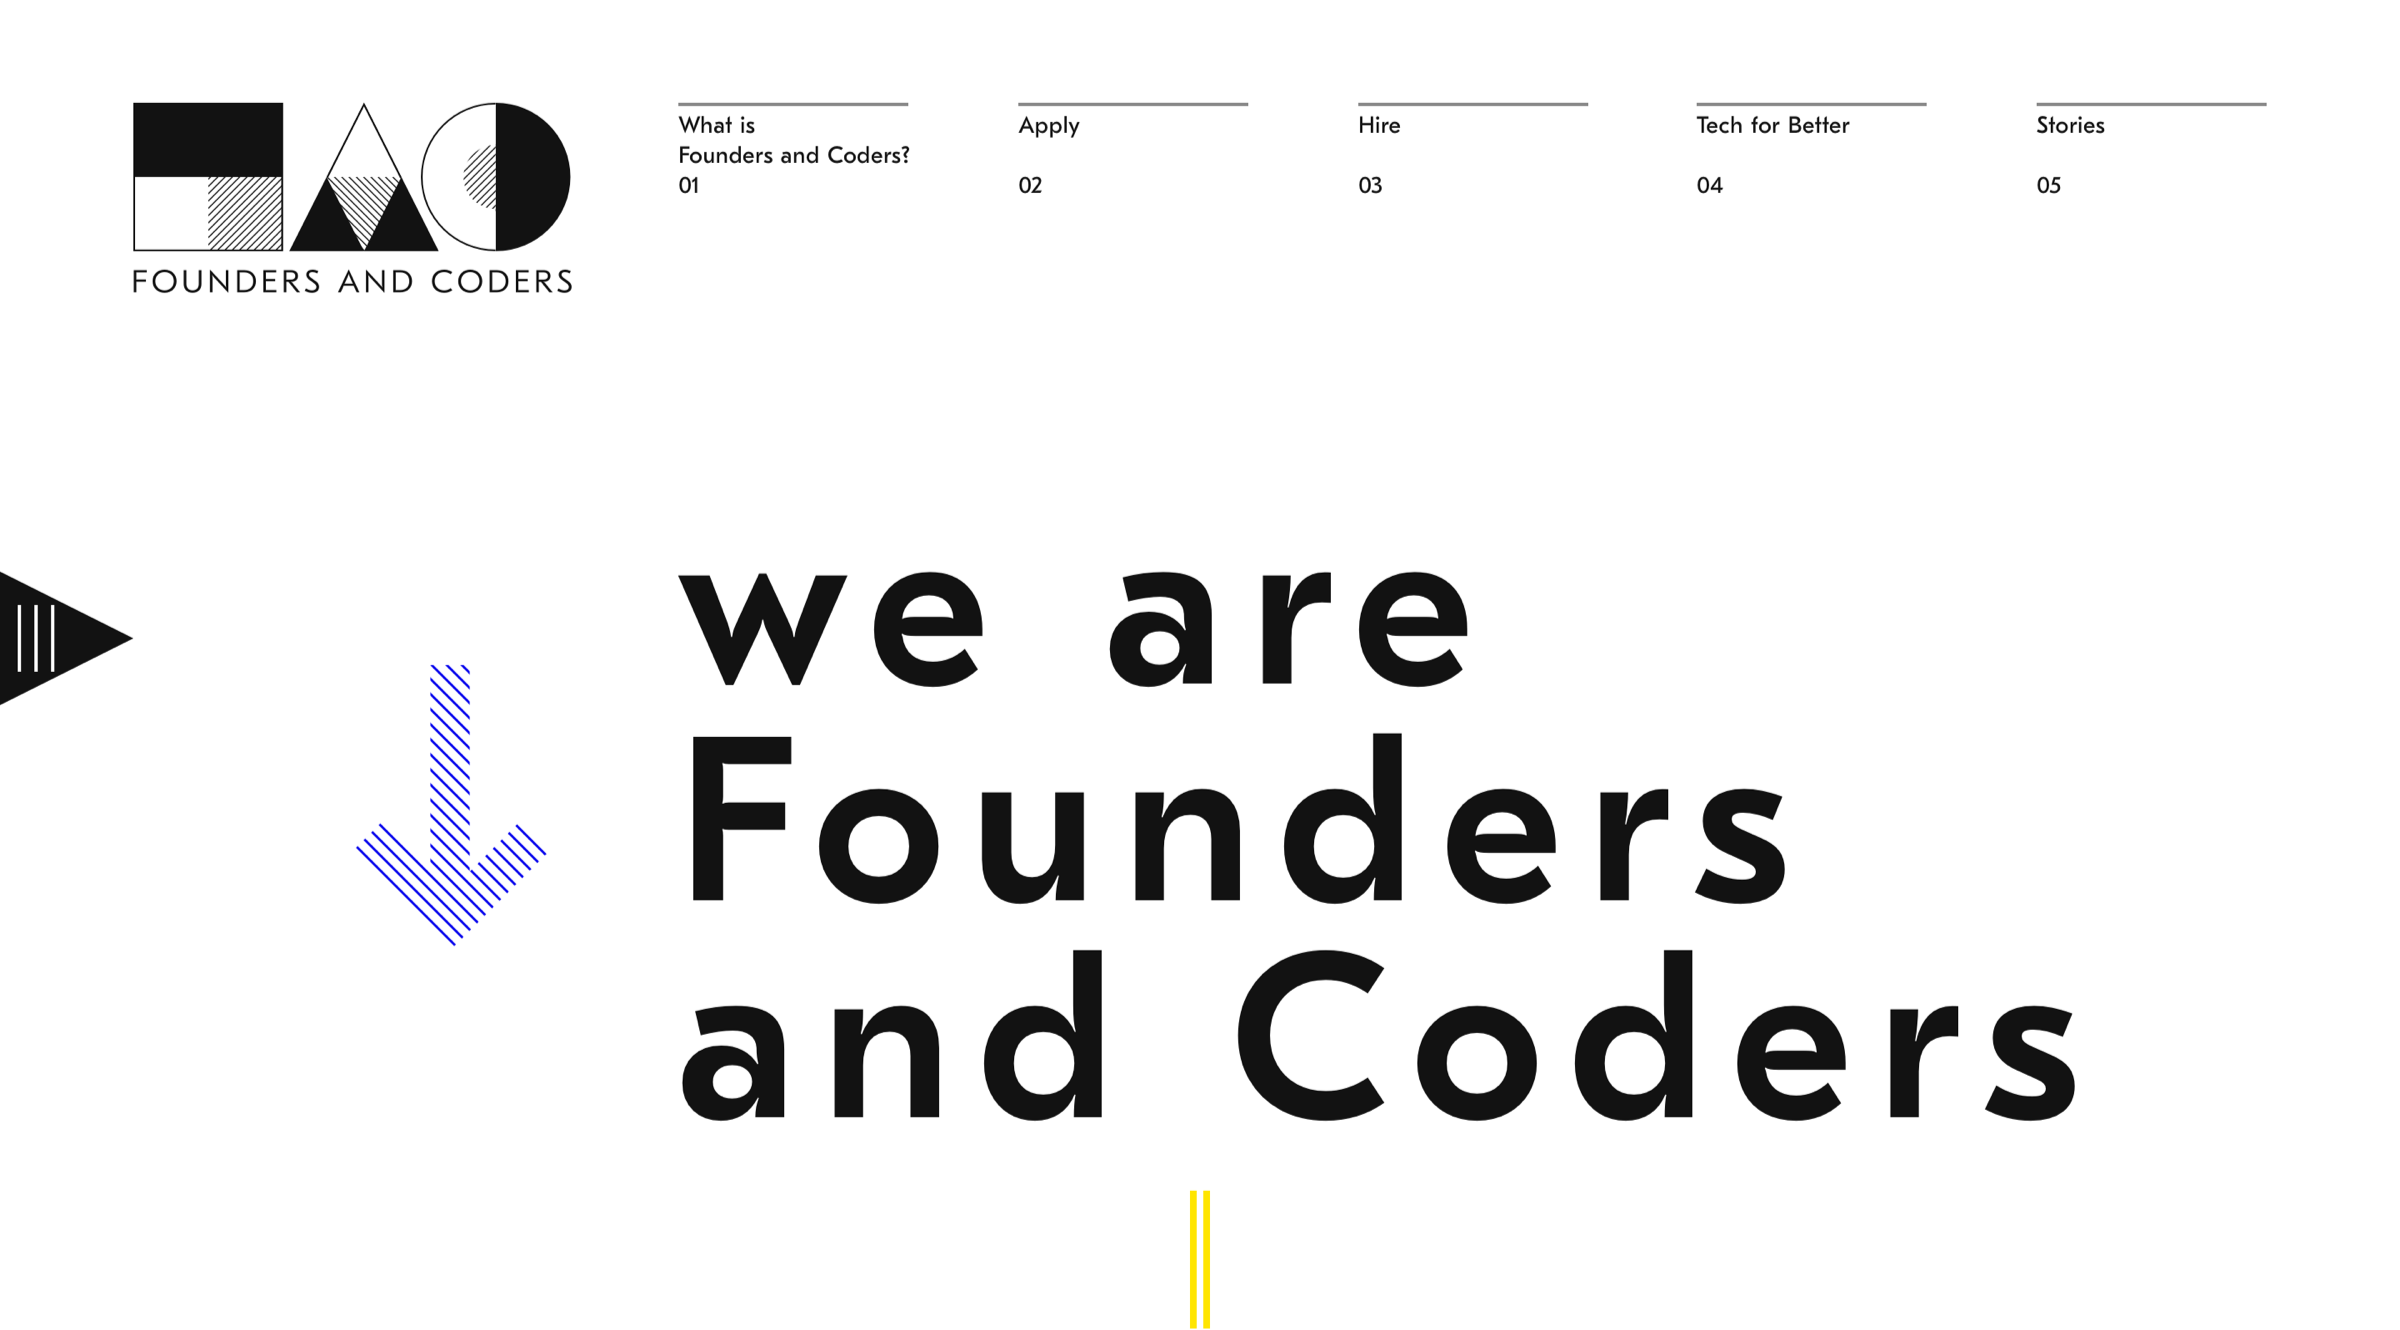 FOUNDERS AND CODERS
What is
Founders and Coders?
01
Apply
02
Hire
03
Tech for Better
04
Stories
05
we are
Founders
and Coders